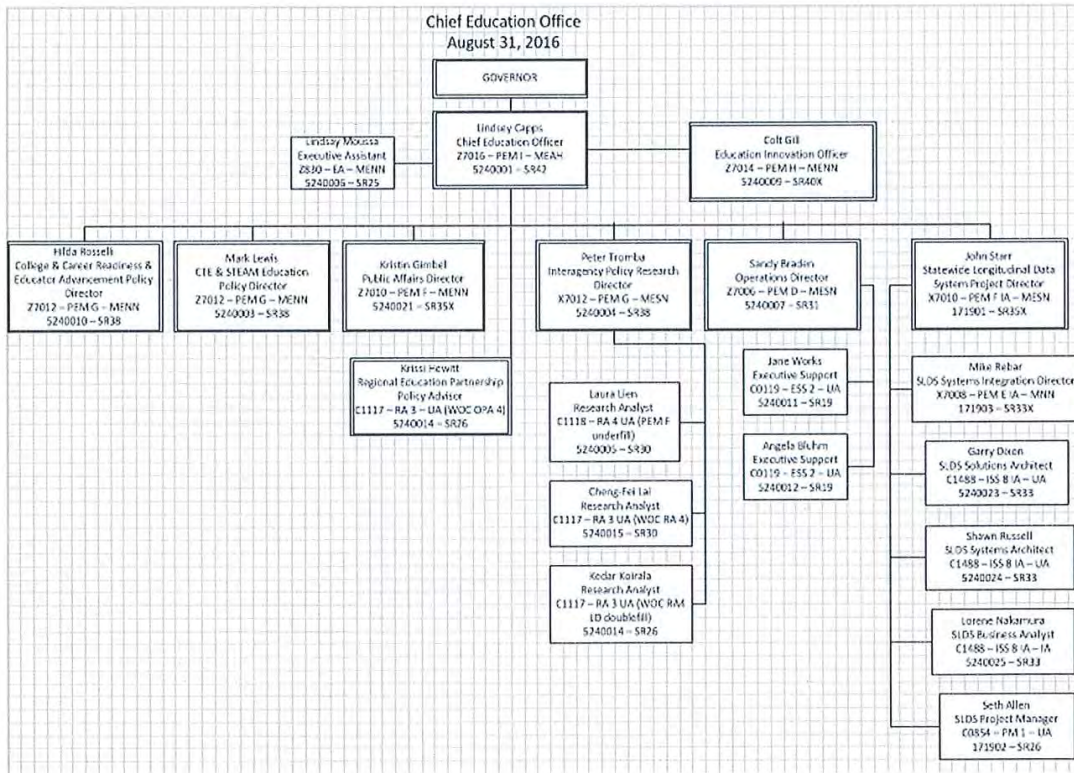 Chief Education Office
August 31, 2016
GOVERNOR
Lindsey Capps
Chief Education Officer
Z7016 – PEM I – MEAH
5240001 – SR42
Lindsay Moussa
Executive Assistant
Z830 – EA – MENN
5240006 – SR25
Colt Gill
Education Innovation Officer
Z7014 – PEM H – MENN
5240009 – SR40X
Hilda Rosselli
College & Career Readiness &
Educator Advancement Policy
Director
Z7012 – PEM G – MENN
5240010 – SR38
Mark Lewis
CTE & STEAM Education
Policy Director
Z7012 – PEM G – MENN
5240003 – SR38
Kristin Gimbel
Public Affairs Director
Z7010 – PEM F – MENN
5240021 – SR35X
Peter Tromba
Interagency Policy Research
Director
X7012 – PEM G – MESN
5240004 – SR38
Sandy Braden
Operations Director
Z7006 – PEM D – MESN
5240007 – SR31
John Starr
Statewide Longitudinal Data
System Project Director
X7010 – PEM F IA – MESN
171901 – SR35X
Krissi Hewitt
Regional Education Partnership
Policy Advisor
C1117 – RA 3 – UA (WOC OPA 4)
5240014 – SR26
Laura Lien
Research Analyst
C1118 – RA 4 UA (PEM F
underfill)
5240005 – SR30
Cheng-Fei Lai
Research Analyst
C1117 – RA 3 UA (WOC RA 4)
5240015 – SR30
Kedar Koirala
Research Analyst
C1117 – RA 3 UA (WOC RM
LD doublefill)
5240014 – SR26
Jane Works
Executive Support
C0119 – ESS 2 – UA
5240011 – SR19
Angela Bluhm
Executive Support
C0119 – ESS 2 – UA
5240012 – SR19
Mike Rebar
SLDS Systems Integration Director
X7008 – PEM E IA – MNN
171903 – SR33X
Garry Dixon
SLDS Solutions Architect
C1488 – ISS 8 IA – UA
5240023 – SR33
Shawn Russell
SLDS Systems Architect
C1488 – ISS 8 IA – UA
5240024 – SR33
Lorene Nakamura
SLDS Business Analyst
C1488 – ISS 8 IA – IA
5240025 – SR33
Seth Allen
SLDS Project Manager
C0854 – PM 1 – UA
171902 – SR26